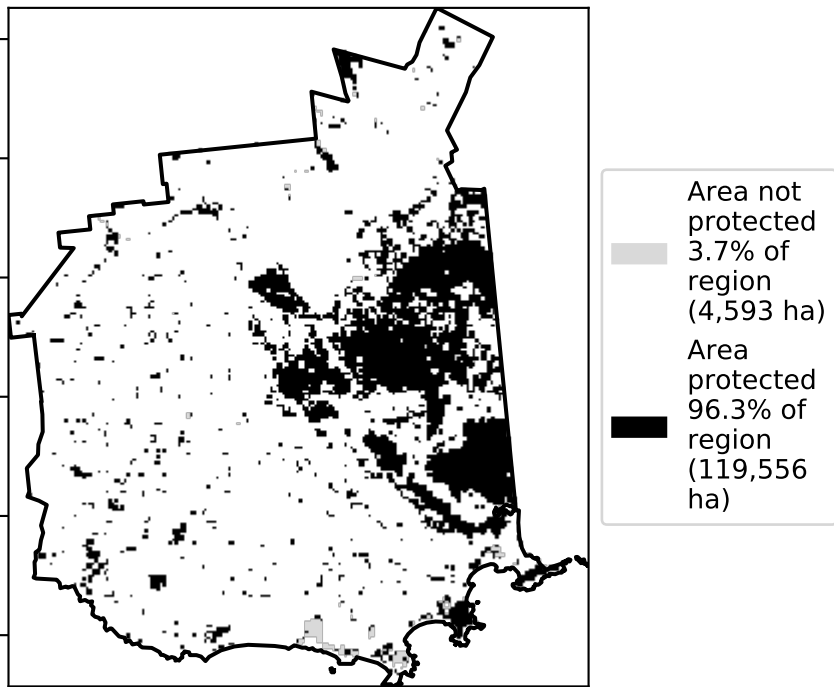 Area not
protected
3.7% of
region
(4,593 ha)
Area
protected
96.3% of
region
(119,556
ha)